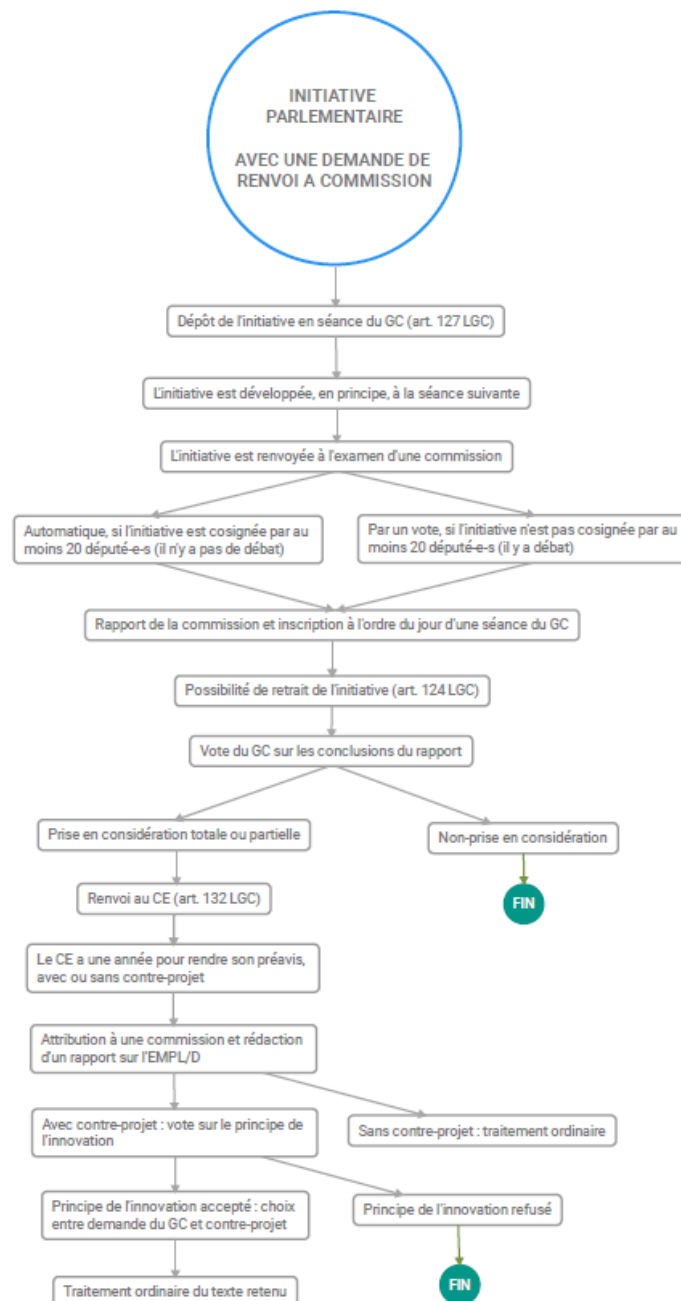 INITIATIVE
PARLEMENTAIRE
AVEC UNE DEMANDE DE
RENVOI A COMMISSION
Dépôt de l'initiative en séance du GC (art. 127 LGC)
L'initiative est développée, en principe, à la séance suivante
L'initiative est renvoyée à l'examen d'une commission
Automatique, si l'initiative est cosignée par au
moins 20 député-e-s (il n'y a pas de débat)
Par un vote, si l'initiative n'est pas cosignée par au
moins 20 député-e-s (il y a débat)
Rapport de la commission et inscription à l'ordre du jour d'une séance du GC
Possibilité de retrait de l'initiative (art. 124 LGC)
Vote du GC sur les conclusions du rapport
Prise en considération totale ou partielle
Non-prise en considération
Renvoi au CE (art. 132 LGC)
FIN
Le CE a une année pour rendre son préavis,
avec ou sans contre-projet
Attribution à une commission et rédaction
d'un rapport sur l'EMPL/D
Avec contre-projet : vote sur le principe de
l'innovation
Sans contre-projet : traitement ordinaire
Principe de l'innovation accepté : choix
entre demande du GC et contre-projet
Principe de l'innovation refusé
Traitement ordinaire du texte retenu
FIN